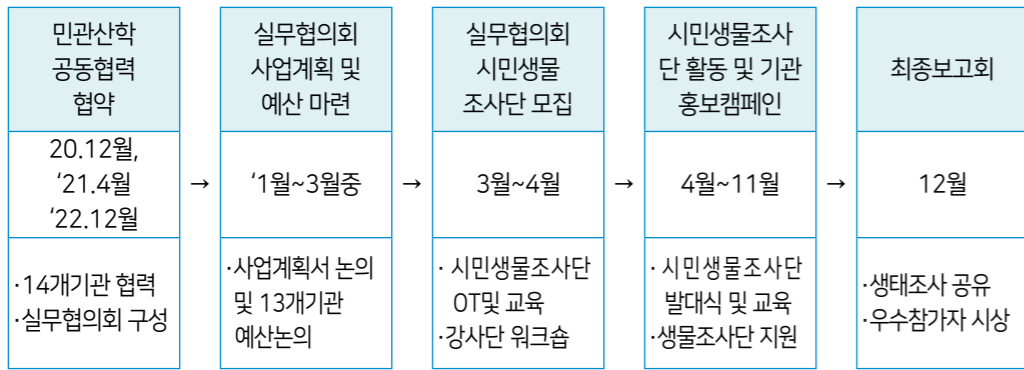 민관산학
공동협력
협약
실무협의회
사업계획 및
예산 마련
실무협의회
시민생물
조사단 모집
시민생물조사
단 활동 및 기관
홍보캠페인
최종보고회
20.12월,
‘21.4월
‘22.12월
→
‘1월~3월중
→
3월~4월
→
4월~11월
→
12월
·14개기관 협력
·실무협의회 구성
·사업계획서 논의
및 13개기관
예산논의
· 시민생물조사단
OT및 교육
·강사단 워크숍
· 시민생물조사단
발대식 및 교육
·생물조사단 지원
·생태조사 공유
·우수참가자 시상